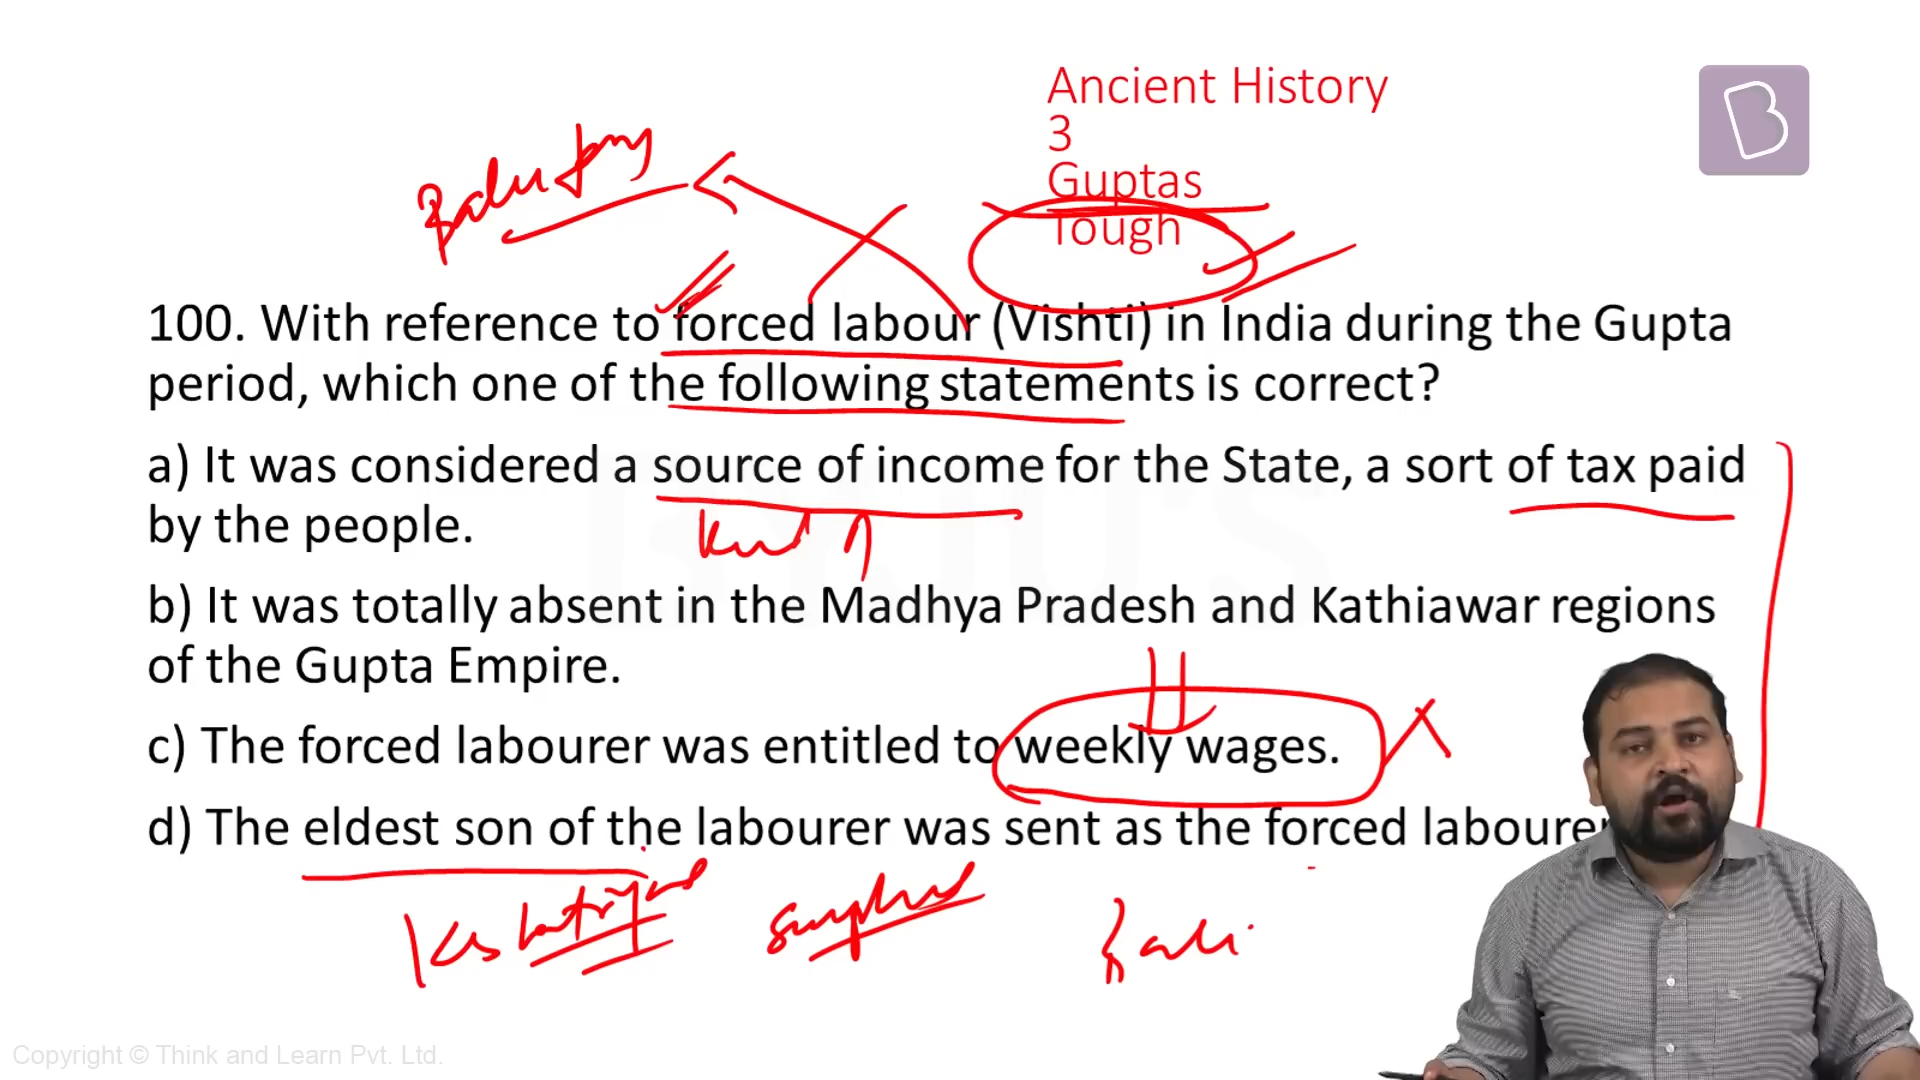 Ancient History
3
Guptas
Tough
B
100. With reference to forced labour (Vishti) in India during the Gupta
period, which one of the following statements is correct?
a) It was considered a source of income for the State, a sort of tax paid
by the people.
b) It was totally absent in the Madhya Pradesh and Kathiawar regions
of the Gupta Empire.
c) The forced labourer was entitled to weekly wages.
d) The eldest son of the labourer was sent as the forced labourer
Kshatriyas surplus Bali
Copyright © Think and Learn Pvt. Ltd.